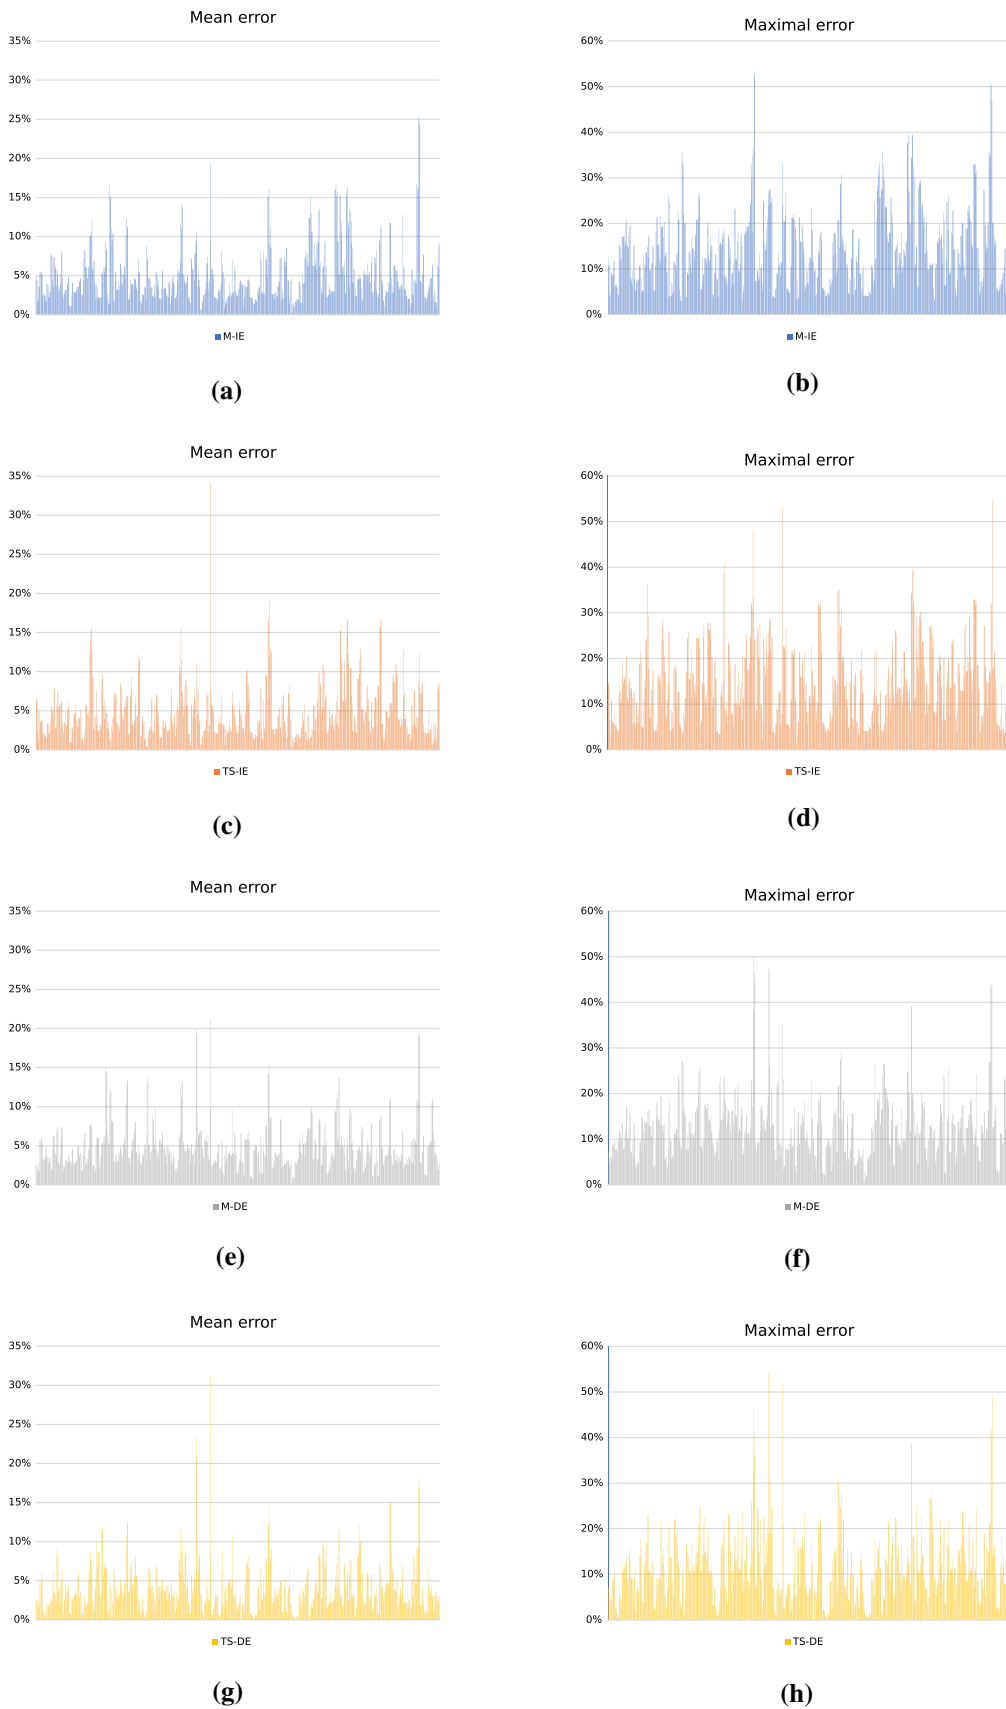 Mean error
35%
30%
25%
20%
15%
10%
5%
0%
M-IE
(a)
Maximal error
60%
50%
40%
30%
20%
10%
0%
M-IE
(b)
Mean error
35%
30%
25%
20%
15%
10%
5%
0%
TS-IE
(c)
Maximal error
60%
50%
40%
30%
20%
10%
0%
TS-IE
(d)
Mean error
35%
30%
25%
20%
15%
10%
5%
0%
M-DE
(e)
Maximal error
60%
50%
40%
30%
20%
10%
0%
M-DE
(f)
Mean error
35%
30%
25%
20%
15%
10%
5%
0%
TS-DE
(g)
Maximal error
60%
50%
40%
30%
20%
10%
0%
TS-DE
(h)